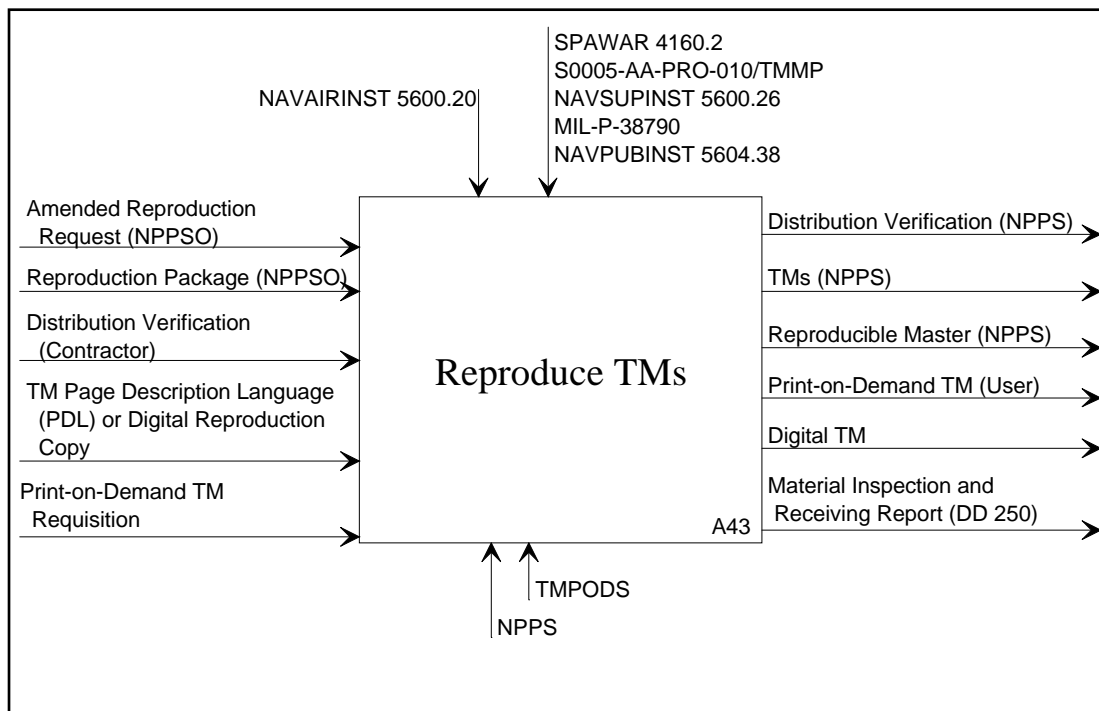 SPAWAR 4160.2
S0005-AA-PRO-010/TMMP
NAVAIRINST 5600.20
NAVSUPINST 5600.26
MIL-P-38790
NAVPUBINST 5604.38
Amended Reproduction
Request (NPPSO)
Reproduction Package (NPPSO)
Distribution Verification
(Contractor)
TM Page Description Language
(PDL) or Digital Reproduction
Copy
Print-on-Demand TM
Requisition
Reproduce TMs
A43
Distribution Verification (NPPS)
TMs (NPPS)
Reproducible Master (NPPS)
Print-on-Demand TM (User)
Digital TM
Material Inspection and
Receiving Report (DD 250)
TMPODS
NPPS